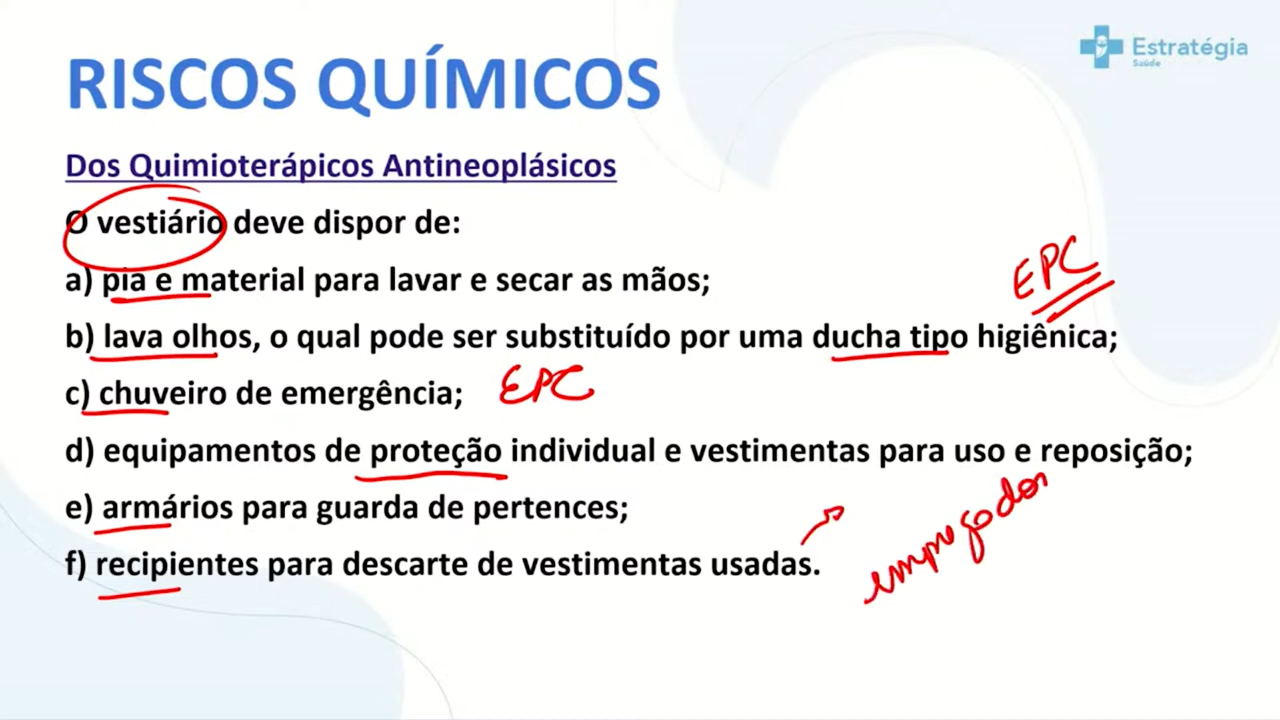 Estratégia
Saúde
RISCOS QUÍMICOS
Dos Quimioterápicos Antineoplásicos
O vestiário deve dispor de:
a) pia e material para lavar e secar as mãos;
EPC
b) lava olhos, o qual pode ser substituído por uma ducha tipo higiênica;
c) chuveiro de emergência; EPC
d) equipamentos de proteção individual e vestimentas para uso e reposição;
e) armários para guarda de pertences;
f) recipientes para descarte de vestimentas usadas.
empregador